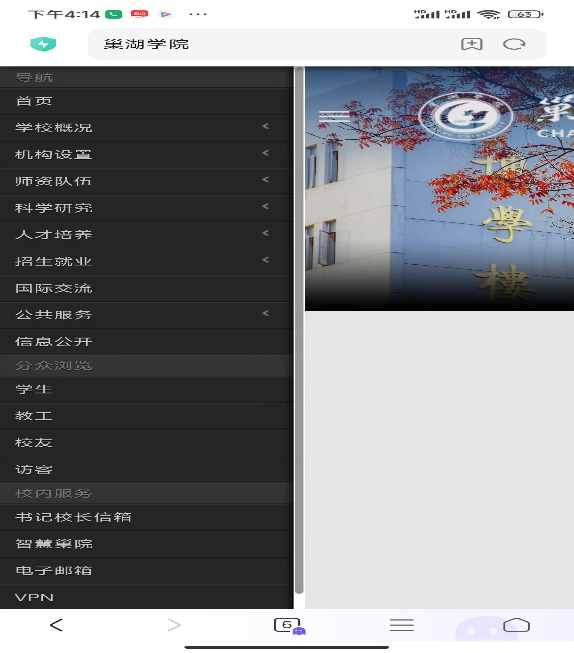 下午4:14
HD
HD
63
巢湖学院
导航
首页
学校概况
机构设置
师资队伍
科学研究
人才培养
招生就业
国际交流
公共服务
信息公开
分众浏览
学生
教工
校友
访客
校内服务
书记校长信箱
智慧巢院
电子邮箱
VPN
CHA
學
樓
6